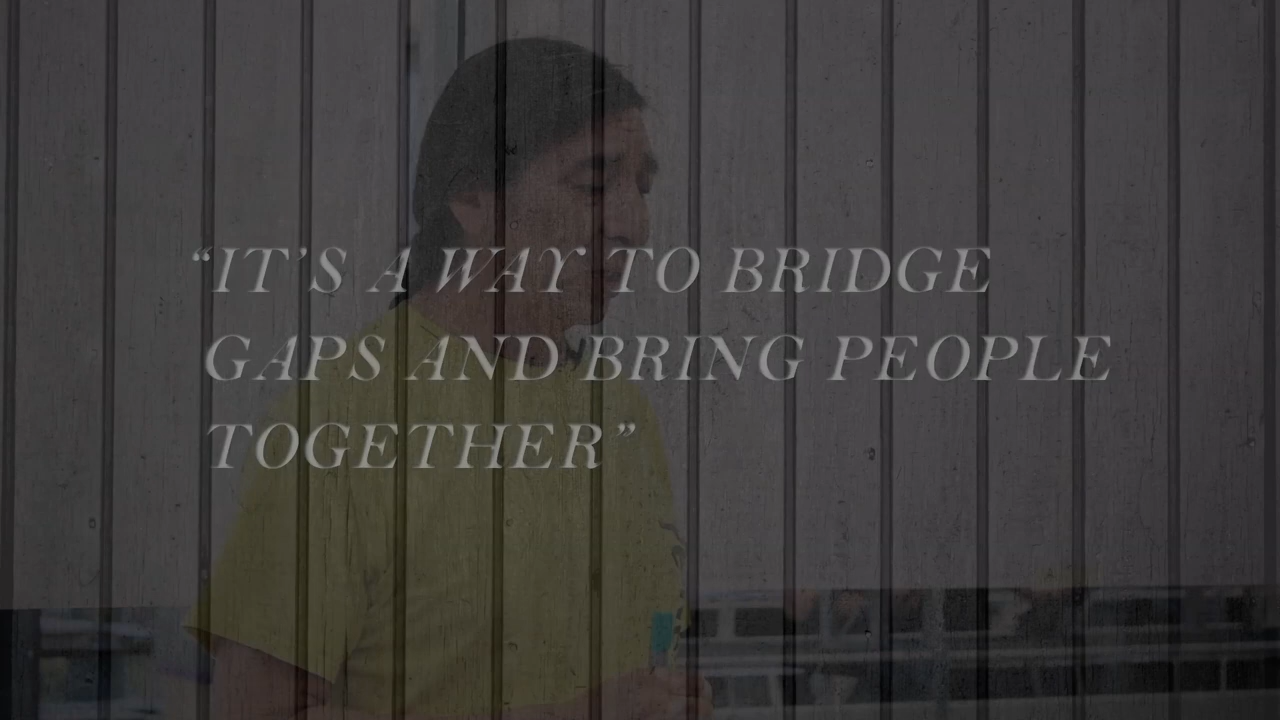 “IT’S A WAY TO BRIDGE
GAPS AND BRING PEOPLE
TOGETHER”